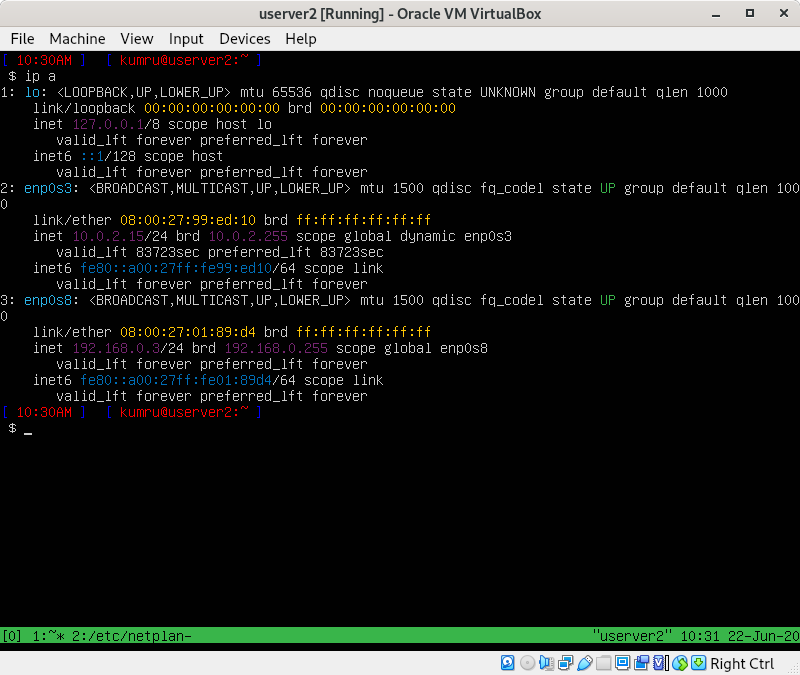 userver2 [Running] - Oracle VM VirtualBox
File Machine View Input Devices Help
[ 10:30AM ] [ kumru@userver2:~ ]
$ ip a
1: lo: <LOOPBACK,UP,LOWER_UP> mtu 65536 qdisc noqueue state UNKNOWN group default qlen 1000
link/loopback 00:00:00:00:00:00 brd 00:00:00:00:00:00
inet 127.0.0.1/8 scope host lo
valid_lft forever preferred_lft forever
inet6 ::1/128 scope host
valid_lft forever preferred_lft forever
2: enp0s3: <BROADCAST,MULTICAST,UP,LOWER_UP> mtu 1500 qdisc fq_codel state UP group default qlen 100
0
link/ether 08:00:27:99:ed:10 brd ff:ff:ff:ff:ff:ff
inet 10.0.2.15/24 brd 10.0.2.255 scope global dynamic enp0s3
valid_lft 83723sec preferred_lft 83723sec
inet6 fe80::a00:27ff:fe99:ed10/64 scope link
valid_lft forever preferred_lft forever
3: enp0s8: <BROADCAST,MULTICAST,UP,LOWER_UP> mtu 1500 qdisc fq_codel state UP group default qlen 100
0
link/ether 08:00:27:01:89:d4 brd ff:ff:ff:ff:ff:ff
inet 192.168.0.3/24 brd 192.168.0.255 scope global enp0s8
valid_lft forever preferred_lft forever
inet6 fe80::a00:27ff:fe01:89d4/64 scope link
valid_lft forever preferred_lft forever
[ 10:30AM ] [ kumru@userver2:~ ]
$ _
[0] 1:~* 2:/etc/netplan- "userver2" 10:31 22-Jun-20
Right Ctrl